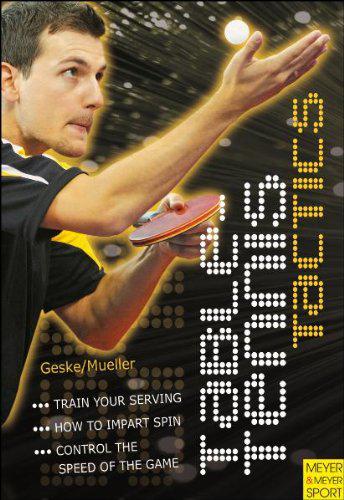 TABLE
TENNIS
TACTICS
Geske/Mueller
... TRAIN YOUR SERVING
... HOW TO IMPART SPIN
... CONTROL THE
SPEED OF THE GAME
MEYER
& MEYER
SPORT